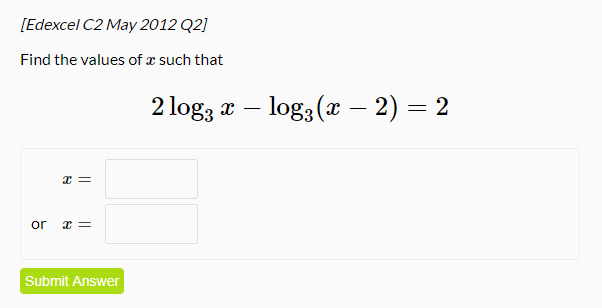 [Edexcel C2 May 2012 Q2]
Find the values of x such that
2 log₃ x − log₃(x − 2) = 2
x =
or x =
Submit Answer